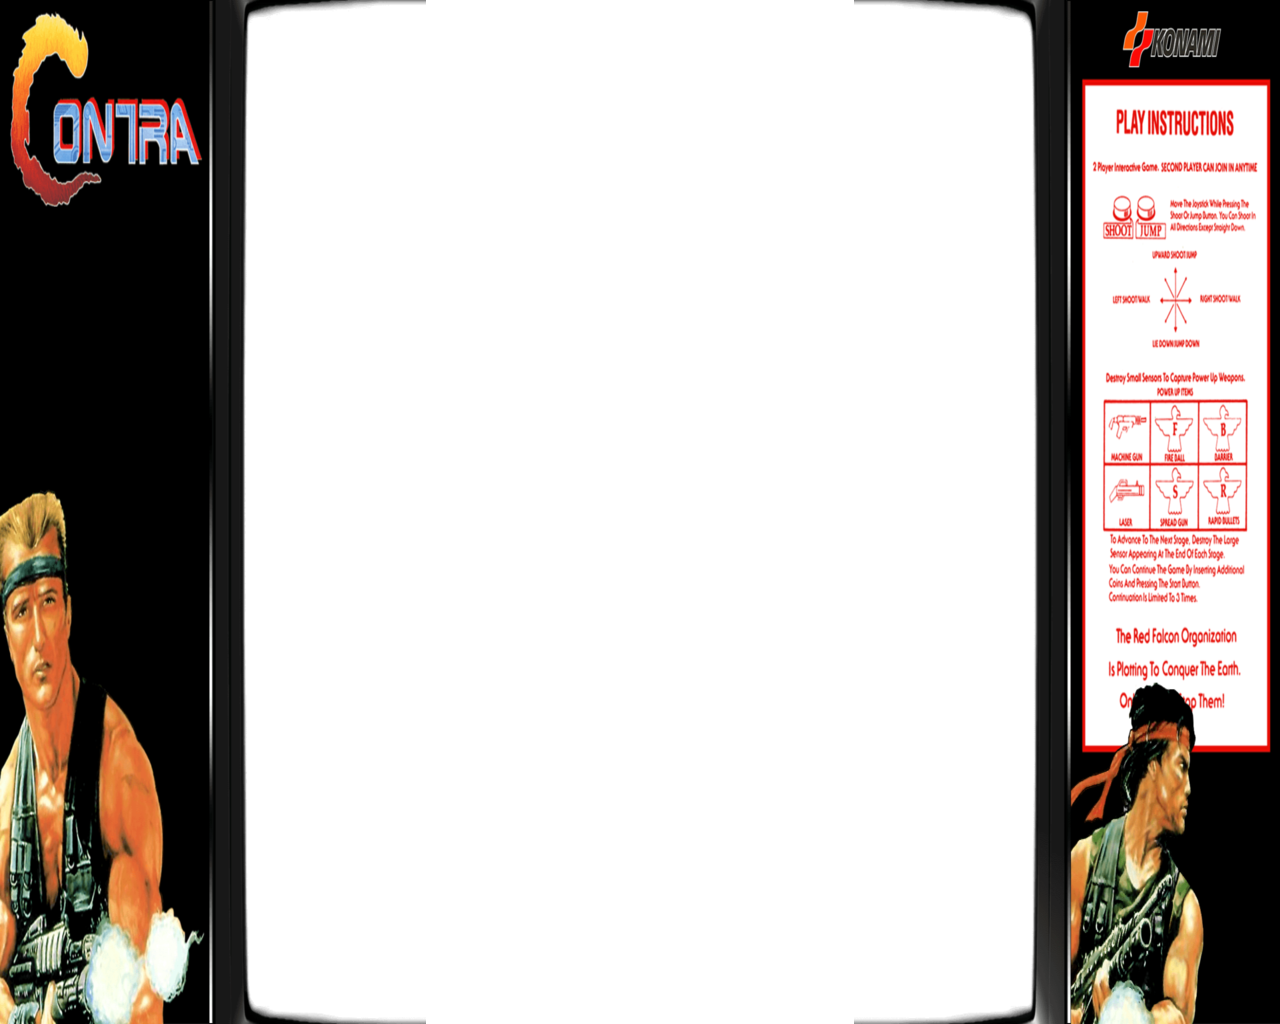 CONTRA
KONAMI
PLAY INSTRUCTIONS
2 Player Interactive Game. SECOND PLAYER CAN JOIN IN ANYTIME
Move The Joystick While Pressing The
Shoot Or Jump Button. You Can Shoot In
All Directions Except Straight Down.
SHOOT JUMP
UPWARD SHOOT/JUMP
LEFT SHOOT/WALK
RIGHT SHOOT/WALK
LIE DOWN/JUMP DOWN
Destroy Small Sensors To Capture Power Up Weapons.
POWER UP ITEMS
F
B
MACHINE GUN
FIRE BALL
BARRIER
S
R
LASER
SPREAD GUN
RAPID BULLETS
To Advance To The Next Stage, Destroy The Large
Sensor Appearing At The End Of Each Stage.
You Can Continue The Game By Inserting Additional
Coins And Pressing The Start Button.
Continuation Is Limited To 3 Times.
The Red Falcon Organization
Is Plotting To Conquer The Earth.
Them!